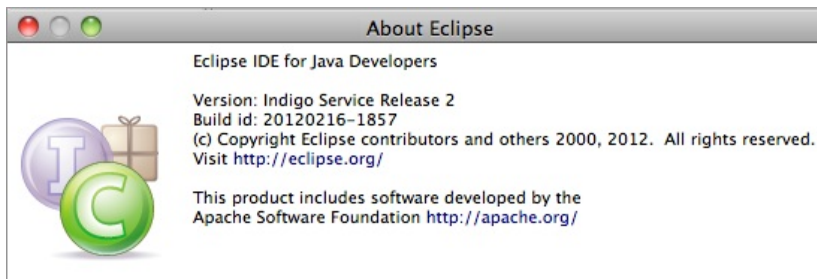 About Eclipse
Eclipse IDE for Java Developers
Version: Indigo Service Release 2
Build id: 20120216-1857
(c) Copyright Eclipse contributors and others 2000, 2012.  All rights reserved.
Visit http://eclipse.org/
This product includes software developed by the
Apache Software Foundation http://apache.org/
I
C